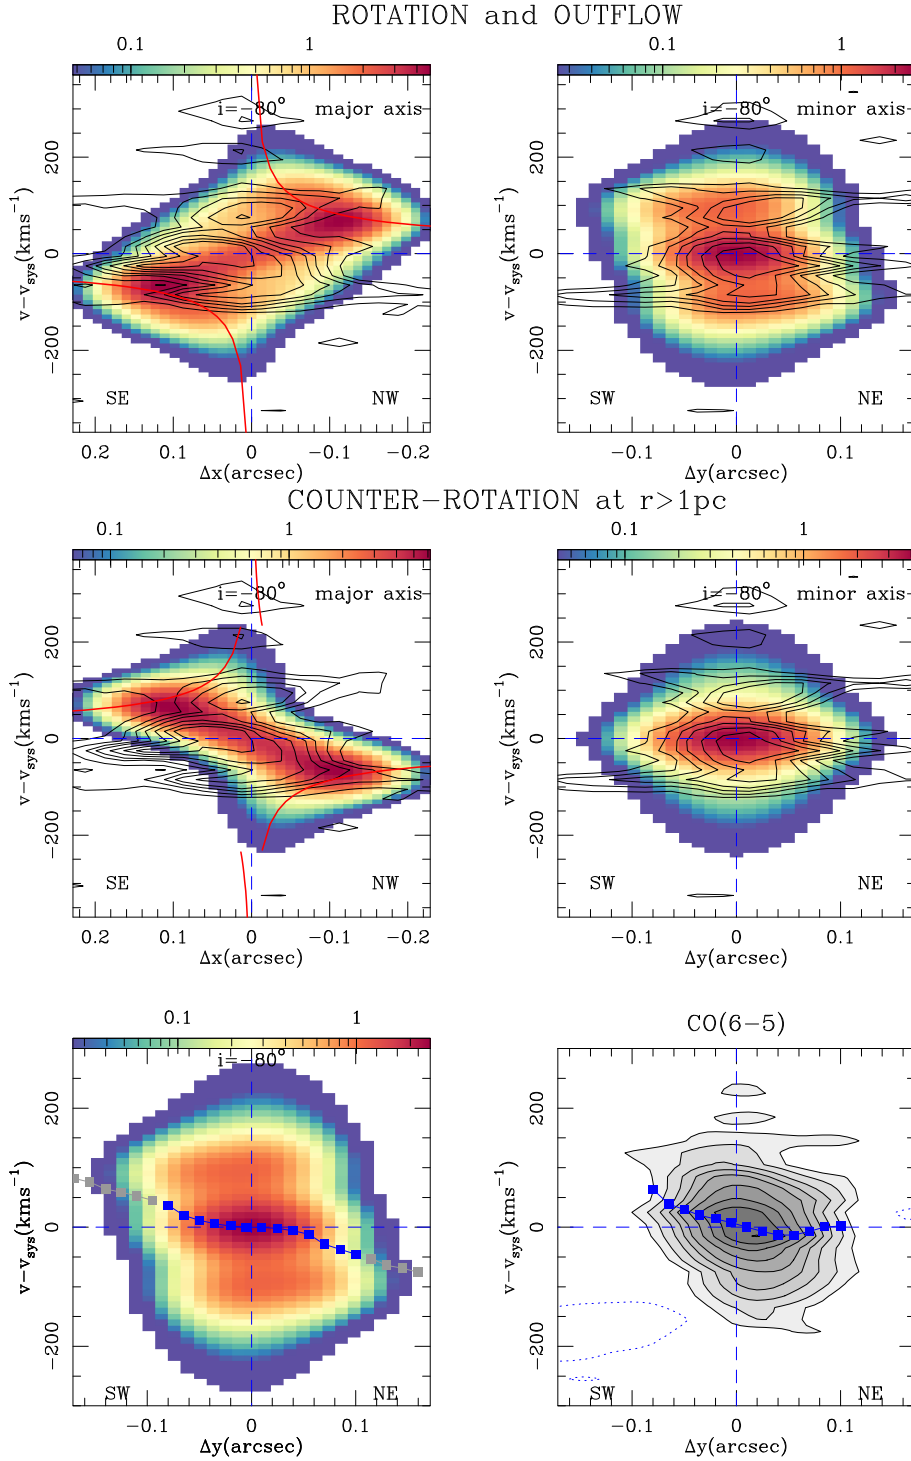 ROTATION and OUTFLOW
0.1 1 0.1 1
i=−80° major axis i=−80° minor axis
v−v_sys(kms⁻¹) 200 0 −200 v−v_sys(kms⁻¹) 200 0 −200
SE NW SW NE
0.2 0.1 0 −0.1 −0.2 −0.1 0 0.1
Δx(arcsec) Δy(arcsec)
COUNTER−ROTATION at r>1pc
0.1 1 0.1 1
i=−80° major axis i=−80° minor axis
v−v_sys(kms⁻¹) 200 0 −200 v−v_sys(kms⁻¹) 200 0 −200
SE NW SW NE
0.2 0.1 0 −0.1 −0.2 −0.1 0 0.1
Δx(arcsec) Δy(arcsec)
0.1 1 CO(6−5)
i=−80°
v−v_sys(kms⁻¹) 200 0 −200 v−v_sys(kms⁻¹) 200 0 −200
SW NE SW NE
−0.1 0 0.1 −0.1 0 0.1
Δy(arcsec) Δy(arcsec)